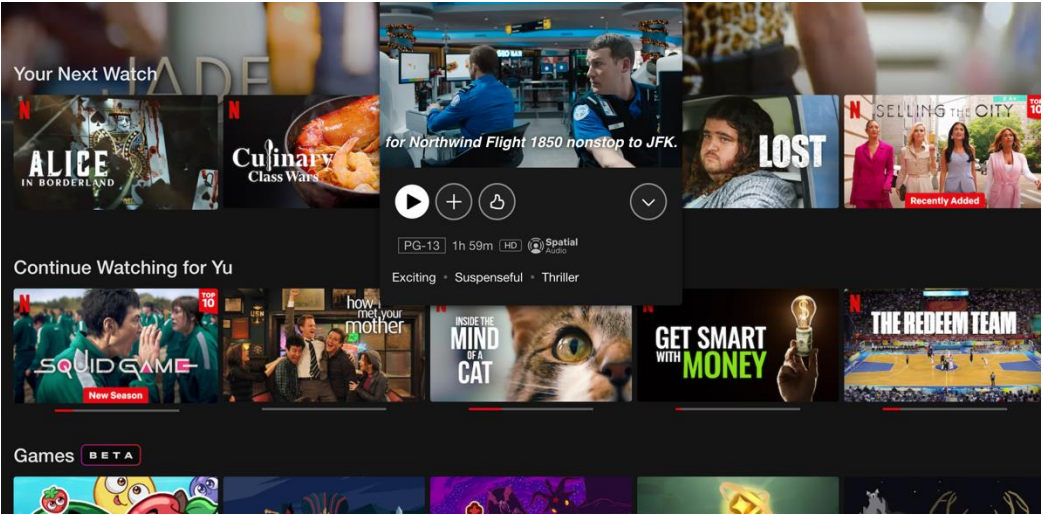 JADE
Your Next Watch
for Northwind Flight 1850 nonstop to JFK.
N
ALICE
IN BORDERLAND
N
Culinary
Class Wars
LOST
N
SELLING THE CITY
TOP
10
Recently Added
PG-13 1h 59m HD Spatial
Audio
Exciting • Suspenseful • Thriller
Continue Watching for Yu
N
TOP
10
SQUID GAME
New Season
how I
met your
mother
N
INSIDE THE
MIND
OF A
CAT
N
GET SMART
WITH MONEY
N
THE REDEEM TEAM
Games BETA